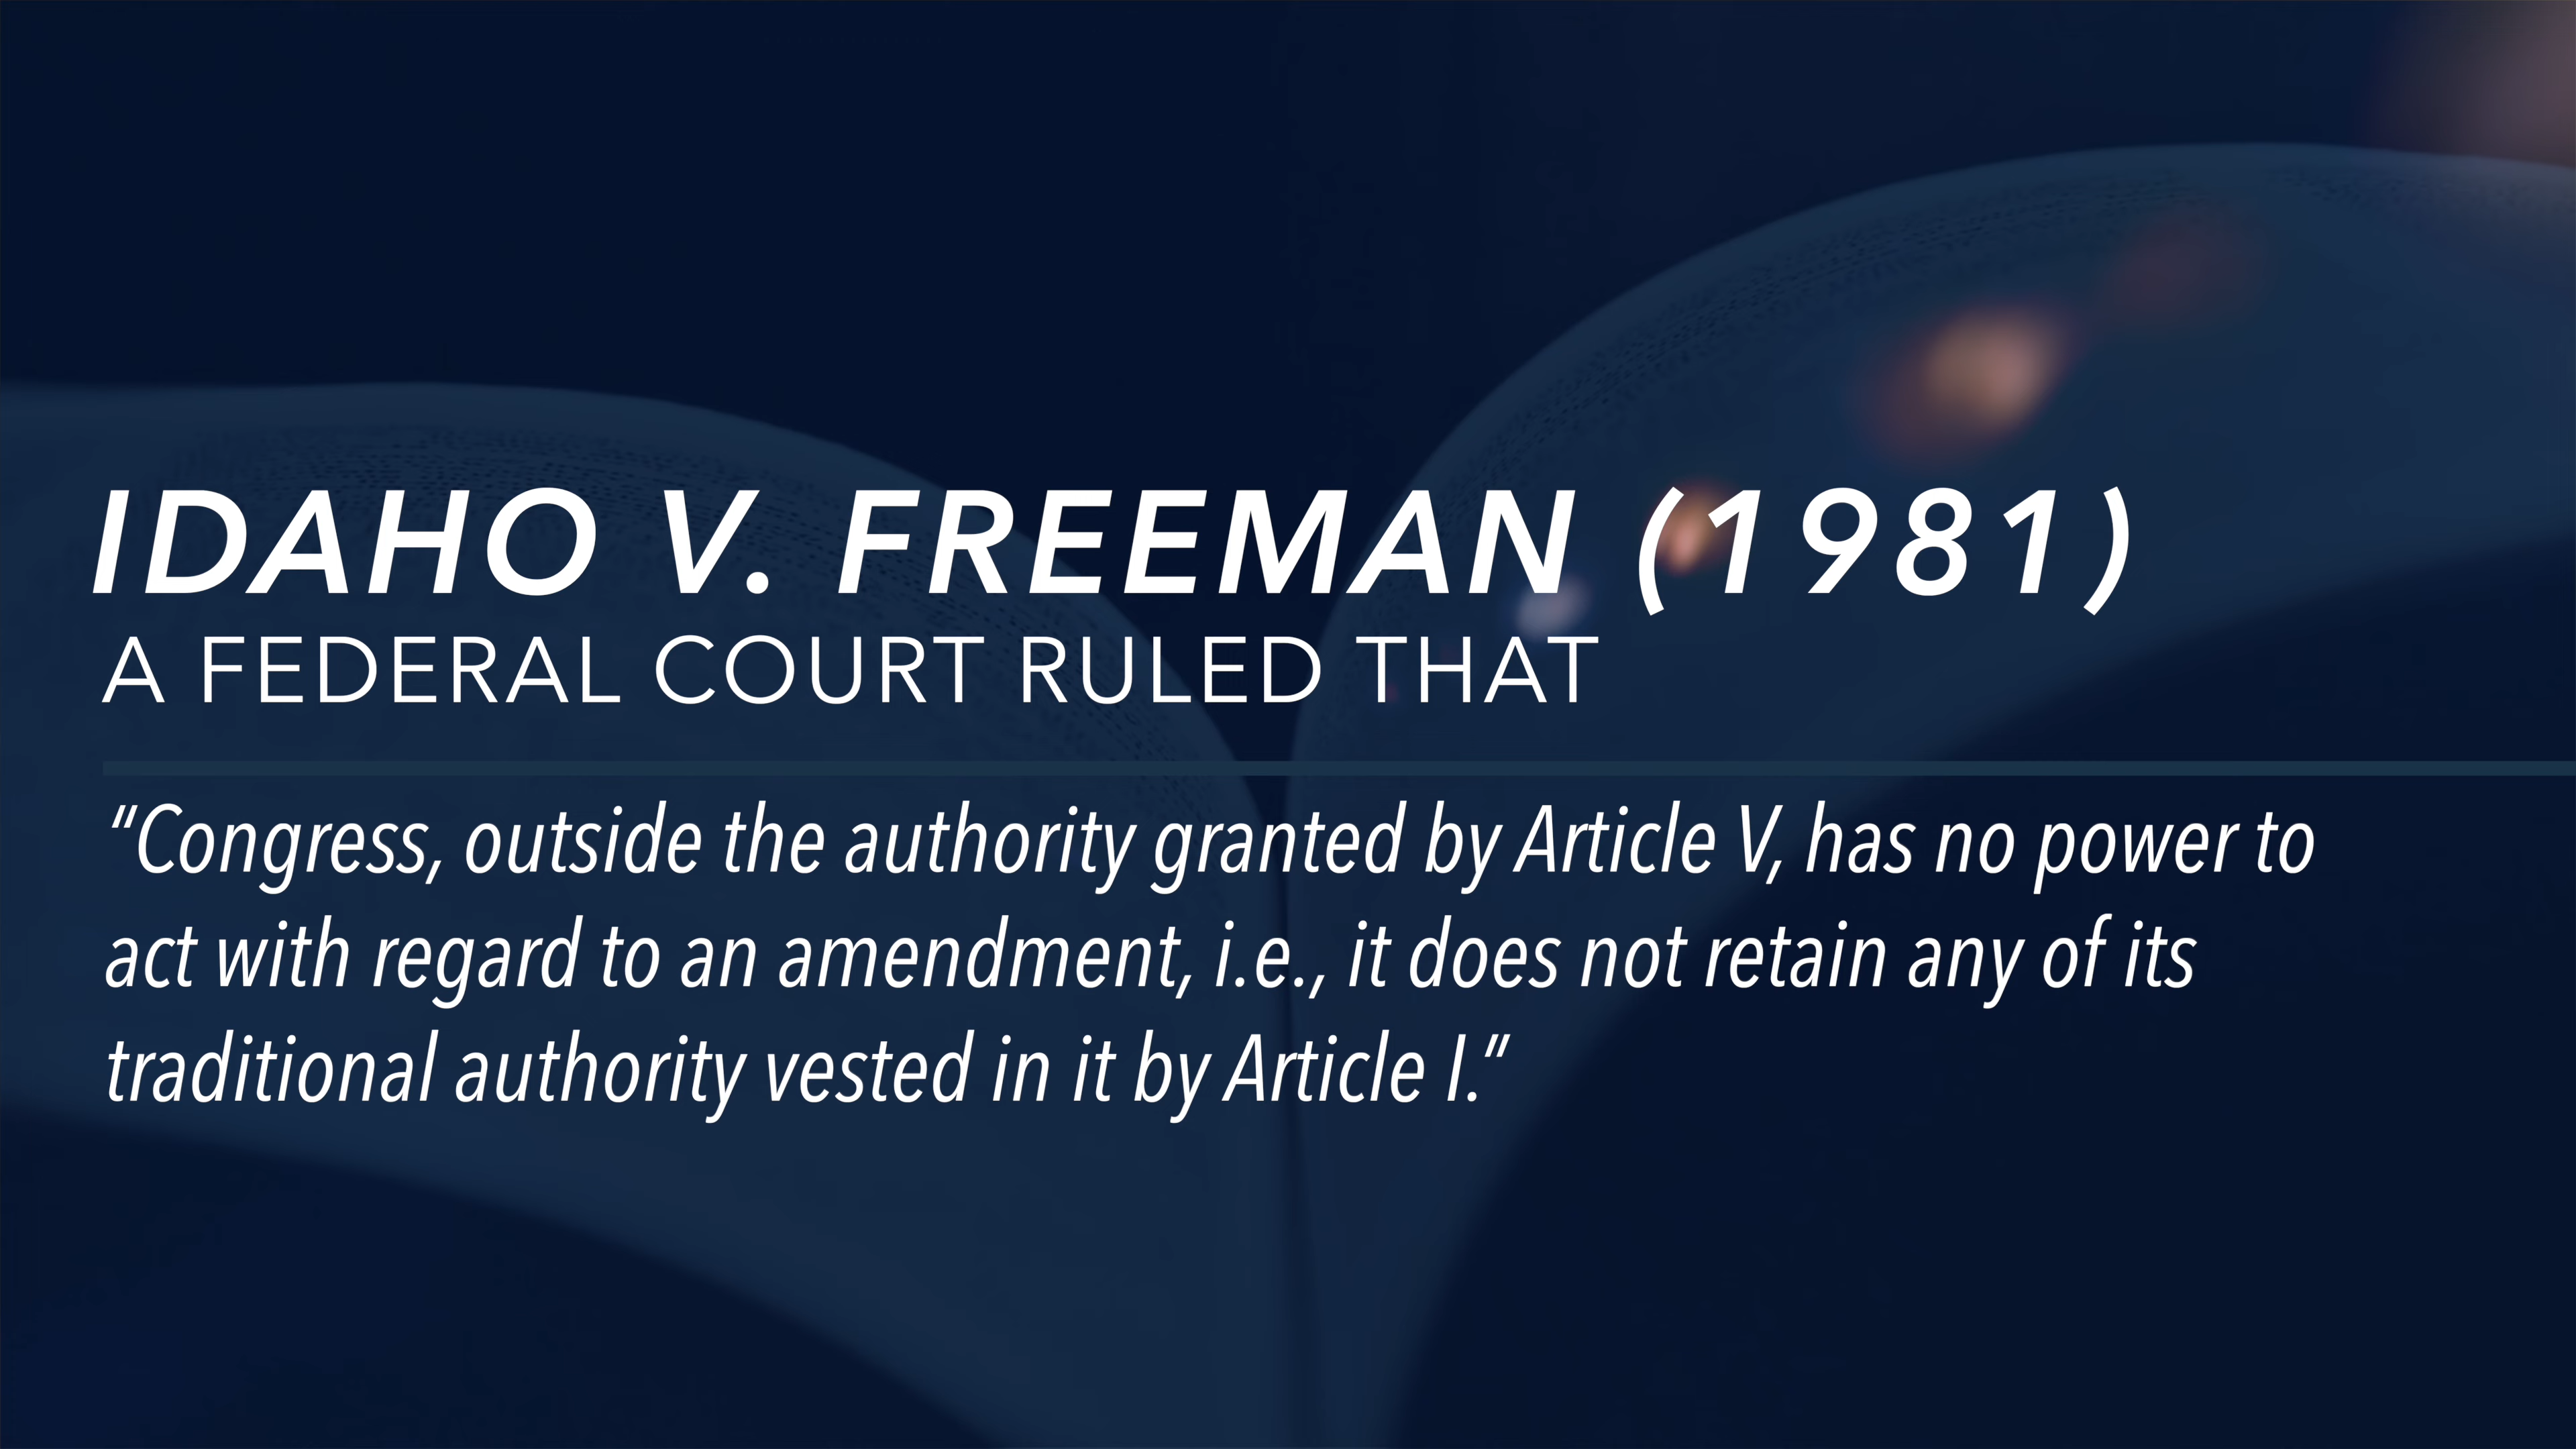 IDAHO V. FREEMAN (1981)
A FEDERAL COURT RULED THAT
“Congress, outside the authority granted by Article V, has no power to
act with regard to an amendment, i.e., it does not retain any of its
traditional authority vested in it by Article I.”